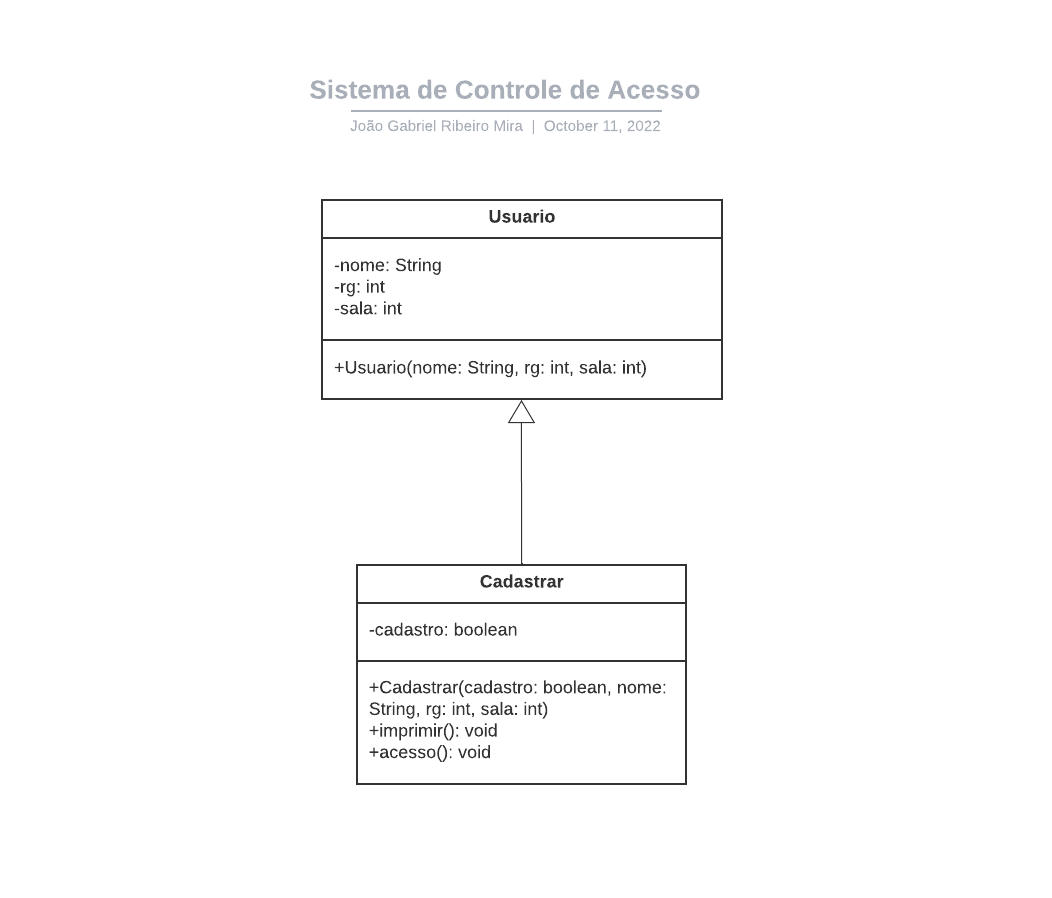 Sistema de Controle de Acesso
João Gabriel Ribeiro Mira | October 11, 2022
Usuario
-nome: String
-rg: int
-sala: int
+Usuario(nome: String, rg: int, sala: int)
Cadastrar
-cadastro: boolean
+Cadastrar(cadastro: boolean, nome:
String, rg: int, sala: int)
+imprimir(): void
+acesso(): void